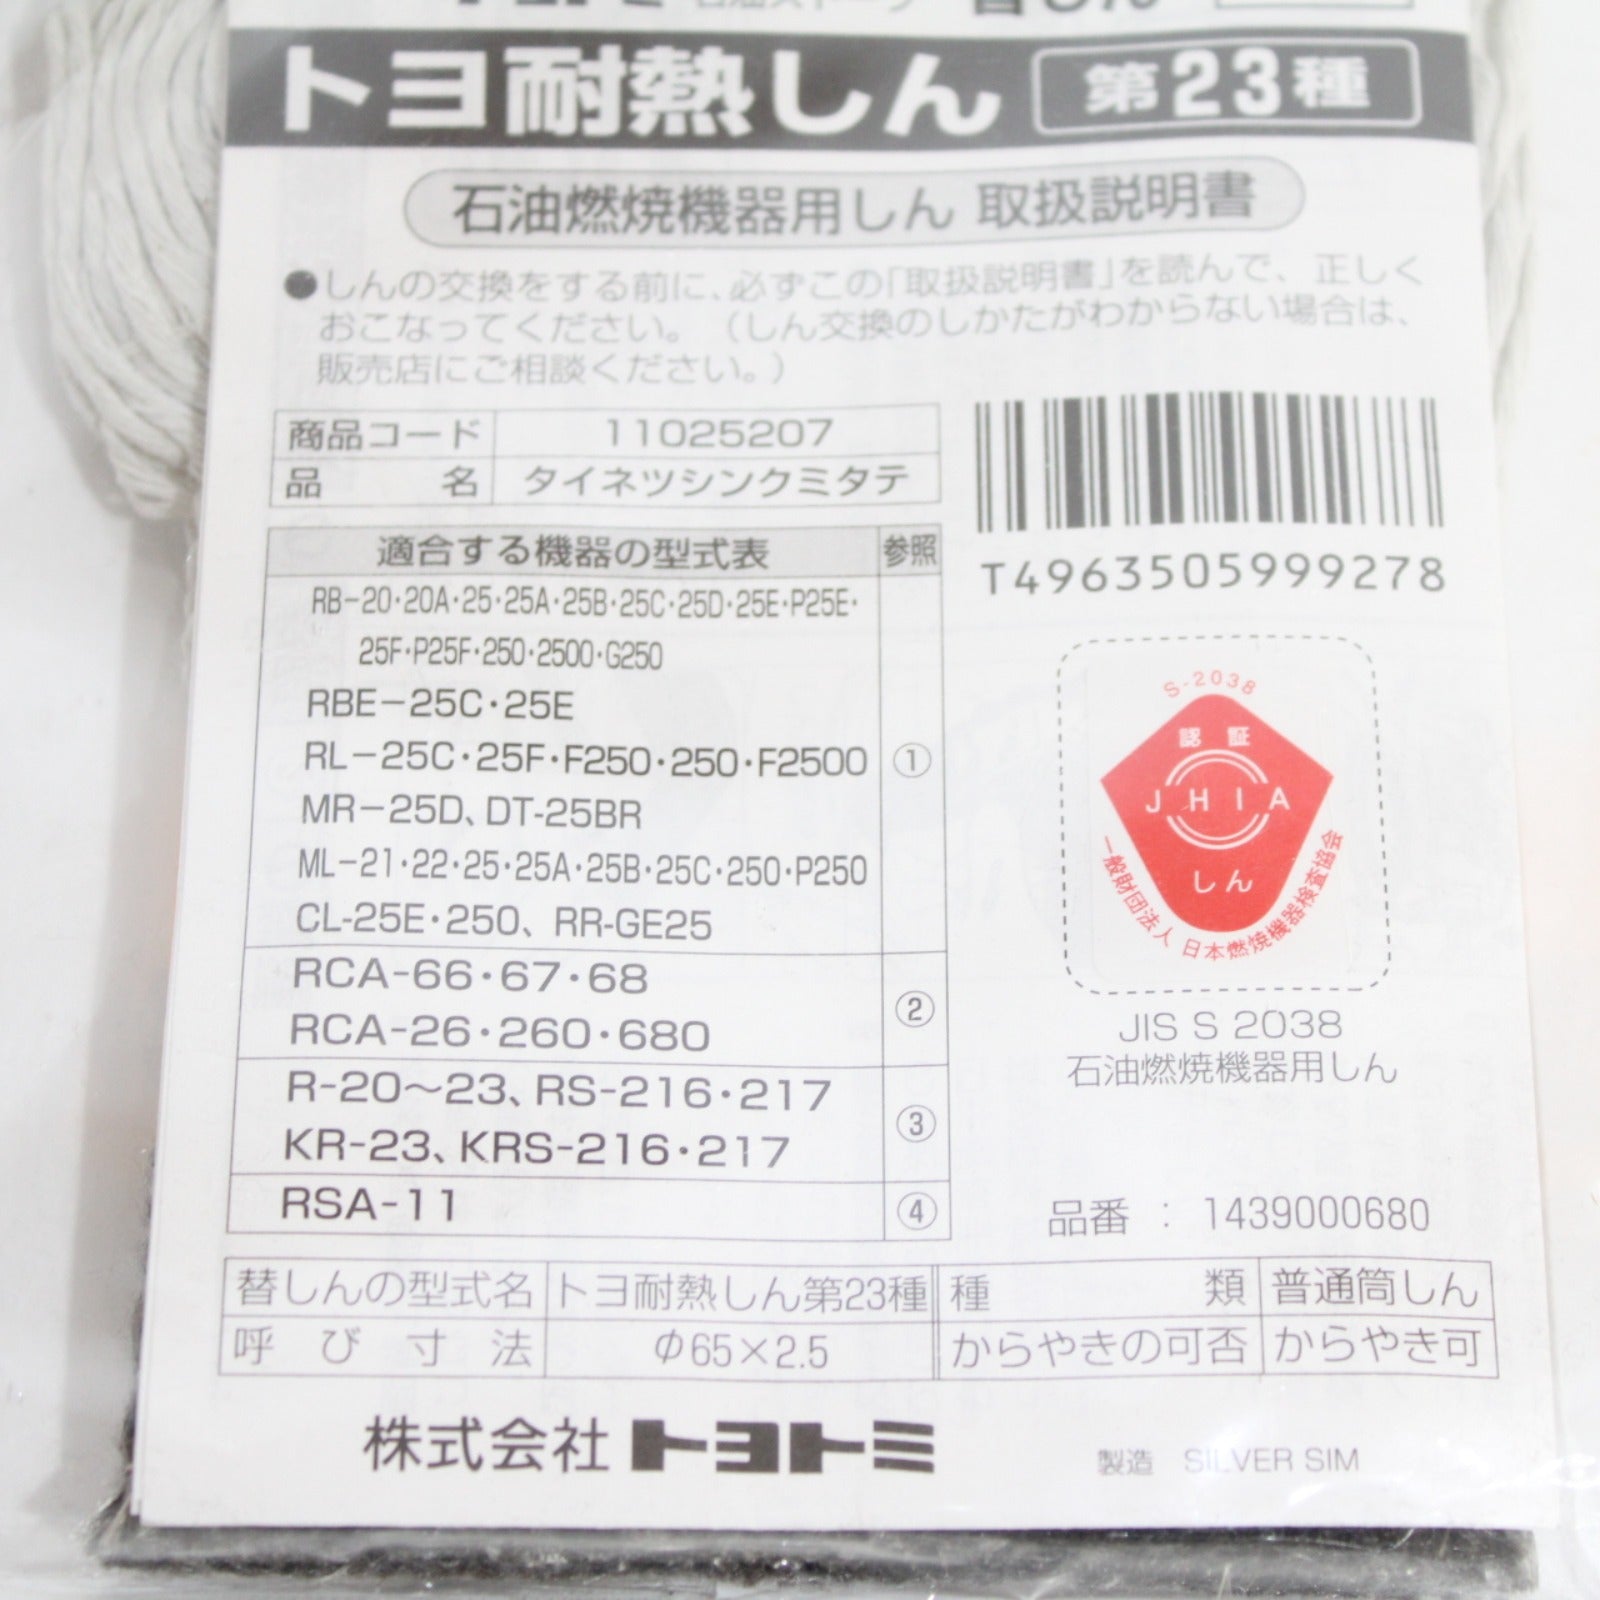 トヨトミ 石油ストーブ 替しん
トヨ耐熱しん 第23種
石油燃焼機器用しん 取扱説明書
●しんの交換をする前に、必ずこの「取扱説明書」を読んで、正しく
おこなってください。（しん交換のしかたがわからない場合は、
販売店にご相談ください。）
商品コード 11025207
品名 タイネツシンクミタテ
T4963505999278
適合する機器の型式表 参照
RB−20・20A・25・25A・25B・25C・25D・25E・P25E・
25F・P25F・250・2500・G250
RBE−25C・25E
RL−25C・25F・F250・250・F2500
MR−25D、DT-25BR
ML−21・22・25・25A・25B・25C・250・P250
CL-25E・250、RR-GE25
①
RCA-66・67・68
RCA-26・260・680
②
R-20〜23、RS-216・217
KR-23、KRS-216・217
③
RSA-11
④
S-2038
認証
JHIA
しん
一般財団法人 日本燃焼機器検査協会
JIS S 2038
石油燃焼機器用しん
品番 : 1439000680
替しんの型式名 トヨ耐熱しん第23種 種類 普通筒しん
呼び寸法 Φ65×2.5 からやきの可否 からやき可
株式会社トヨトミ
製造 SILVER SIM